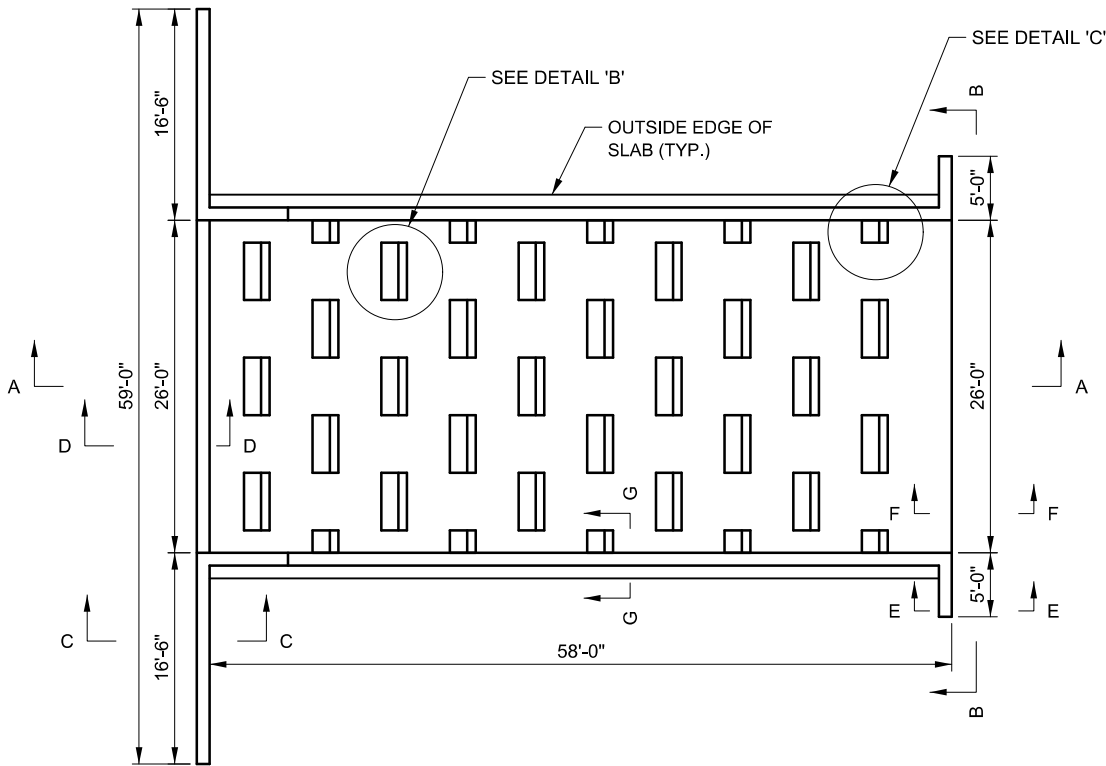 SEE DETAIL 'C'
SEE DETAIL 'B'
B
OUTSIDE EDGE OF
SLAB (TYP.)
16'-6"
5'-0"
59'-0"
26'-0"
26'-0"
A
A
D
D
G
F
F
5'-0"
E
E
G
C
C
16'-6"
58'-0"
B